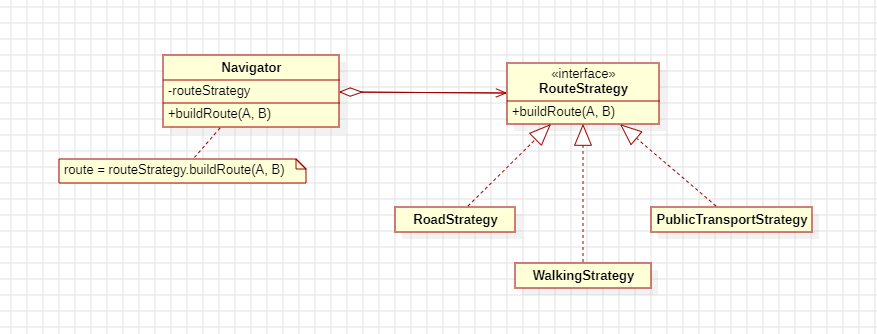 Navigator
-routeStrategy
+buildRoute(A, B)
route = routeStrategy.buildRoute(A, B)
«interface»
RouteStrategy
+buildRoute(A, B)
RoadStrategy
PublicTransportStrategy
WalkingStrategy